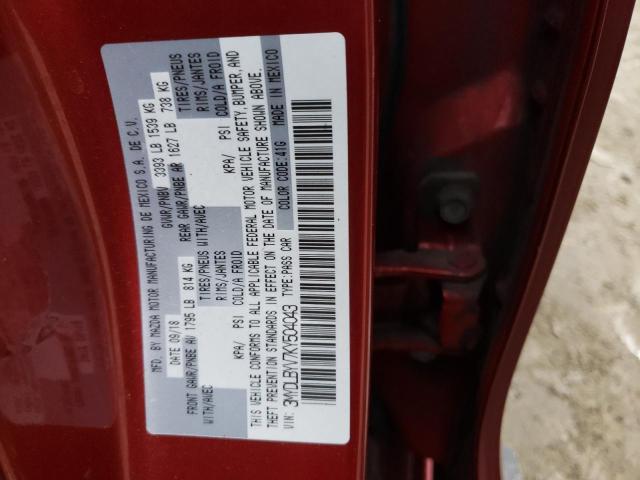 MFD. BY MAZDA MOTOR MANUFACTURING DE MEXICO S.A. DE C.V.
DATE 09/18 GVWR/PNBV 3393 LB 1539 KG
FRONT GAWR/PNBE AV 1795 LB 814 KG REAR GAWR/PNBE AR 1627 LB 738 KG
WITH/AVEC TIRES/PNEUS WITH/AVEC TIRES/PNEUS
RIMS/JANTES RIMS/JANTES
KPA/ PSI COLD/A FROID KPA/ PSI COLD/A FROID
THIS VEHICLE CONFORMS TO ALL APPLICABLE FEDERAL MOTOR VEHICLE SAFETY, BUMPER, AND
THEFT PREVENTION STANDARDS IN EFFECT ON THE DATE OF MANUFACTURE SHOWN ABOVE.
VIN: 3MYDLBYV7KY504043 TYPE:PASS CAR COLOR CODE:41G MADE IN MEXICO